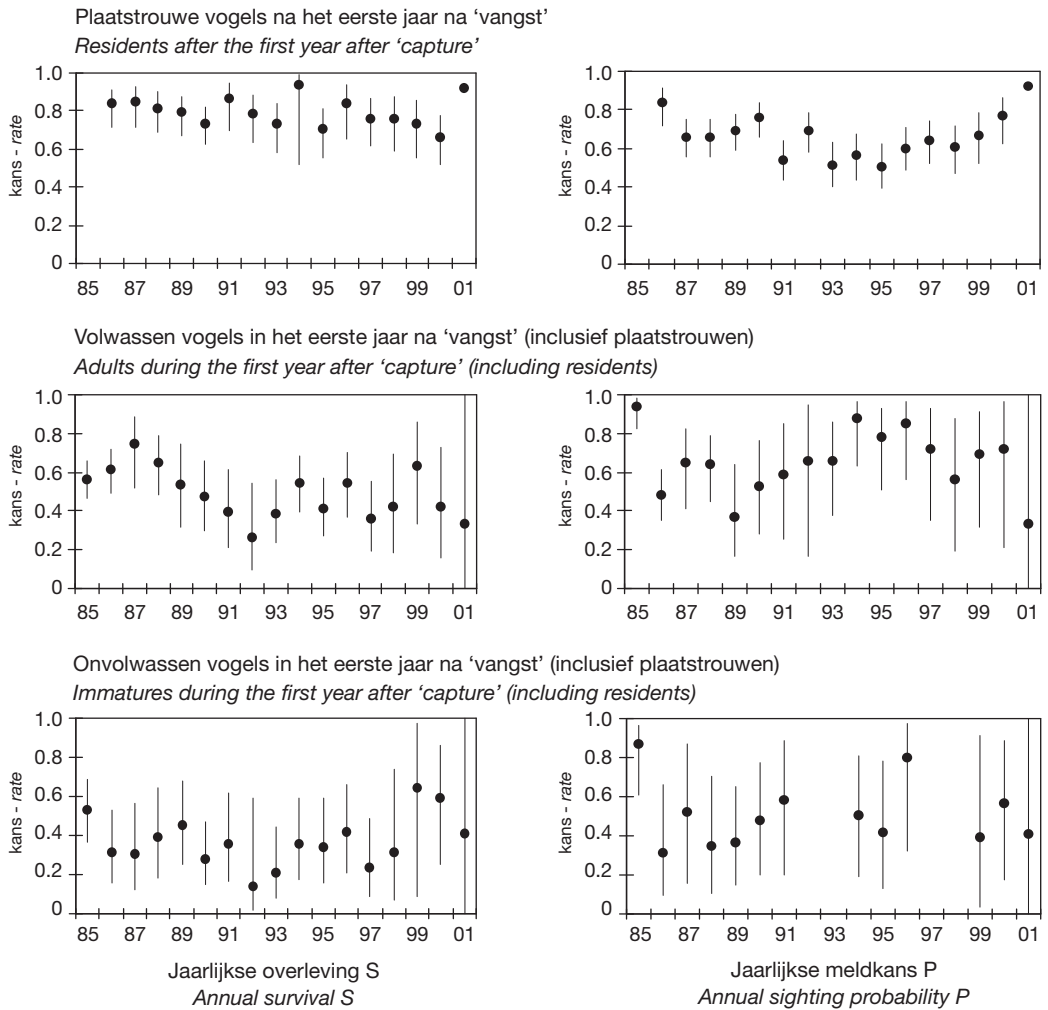 Plaatstrouwe vogels na het eerste jaar na ‘vangst’
Residents after the first year after ‘capture’
kans - rate
1.0
0.8
0.6
0.4
0.2
0
85 87 89 91 93 95 97 99 01
kans - rate
1.0
0.8
0.6
0.4
0.2
0
85 87 89 91 93 95 97 99 01
Volwassen vogels in het eerste jaar na ‘vangst’ (inclusief plaatstrouwen)
Adults during the first year after ‘capture’ (including residents)
kans - rate
1.0
0.8
0.6
0.4
0.2
0
85 87 89 91 93 95 97 99 01
kans - rate
1.0
0.8
0.6
0.4
0.2
0
85 87 89 91 93 95 97 99 01
Onvolwassen vogels in het eerste jaar na ‘vangst’ (inclusief plaatstrouwen)
Immatures during the first year after ‘capture’ (including residents)
kans - rate
1.0
0.8
0.6
0.4
0.2
0
85 87 89 91 93 95 97 99 01
Jaarlijkse overleving S
Annual survival S
kans - rate
1.0
0.8
0.6
0.4
0.2
0
85 87 89 91 93 95 97 99 01
Jaarlijkse meldkans P
Annual sighting probability P